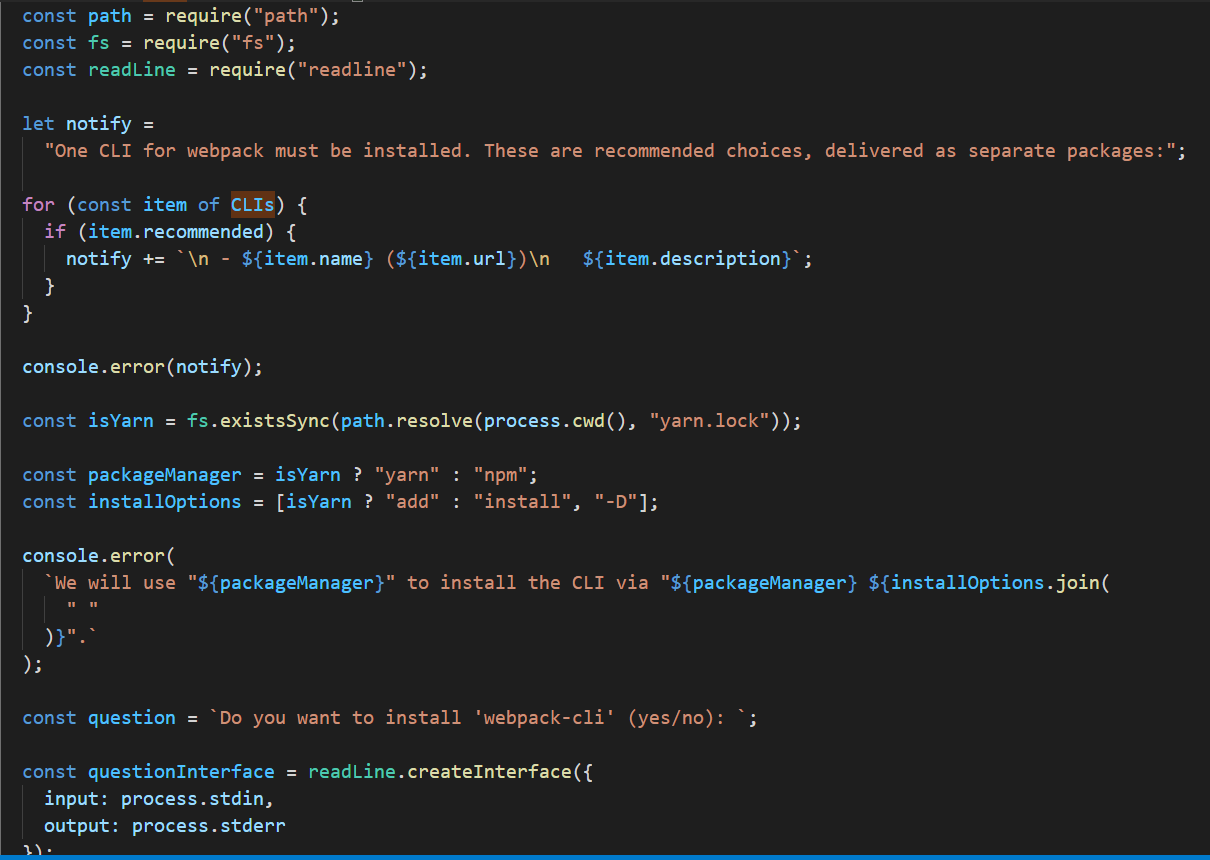 const path = require("path");
const fs = require("fs");
const readLine = require("readline");
let notify =
"One CLI for webpack must be installed. These are recommended choices, delivered as separate packages:";
for (const item of CLIs) {
if (item.recommended) {
notify += `\n - ${item.name} (${item.url})\n   ${item.description}`;
}
}
console.error(notify);
const isYarn = fs.existsSync(path.resolve(process.cwd(), "yarn.lock"));
const packageManager = isYarn ? "yarn" : "npm";
const installOptions = [isYarn ? "add" : "install", "-D"];
console.error(
`We will use "${packageManager}" to install the CLI via "${packageManager} ${installOptions.join(
" "
)}".`
);
const question = `Do you want to install 'webpack-cli' (yes/no): `;
const questionInterface = readLine.createInterface({
input: process.stdin,
output: process.stderr
});